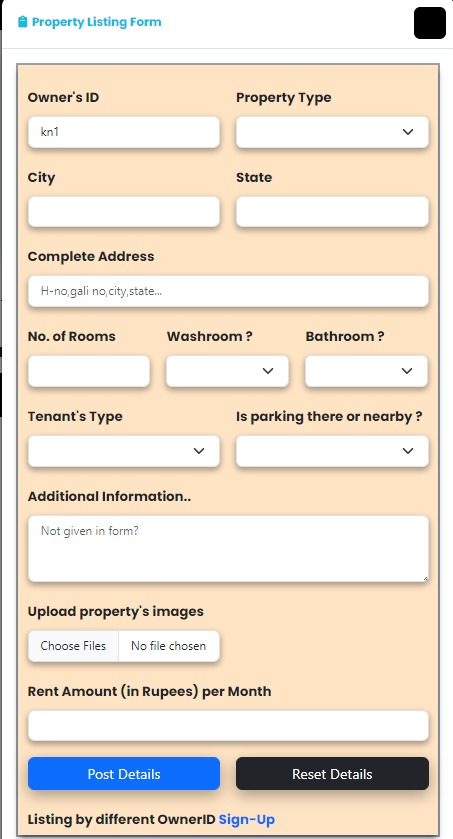 Property Listing Form
Owner's ID Property Type
kn1
City State
Complete Address
H-no,gali no,city,state...
No. of Rooms Washroom ? Bathroom ?
Tenant's Type Is parking there or nearby ?
Additional Information..
Not given in form?
Upload property's images
Choose Files No file chosen
Rent Amount (in Rupees) per Month
Post Details Reset Details
Listing by different OwnerID Sign-Up